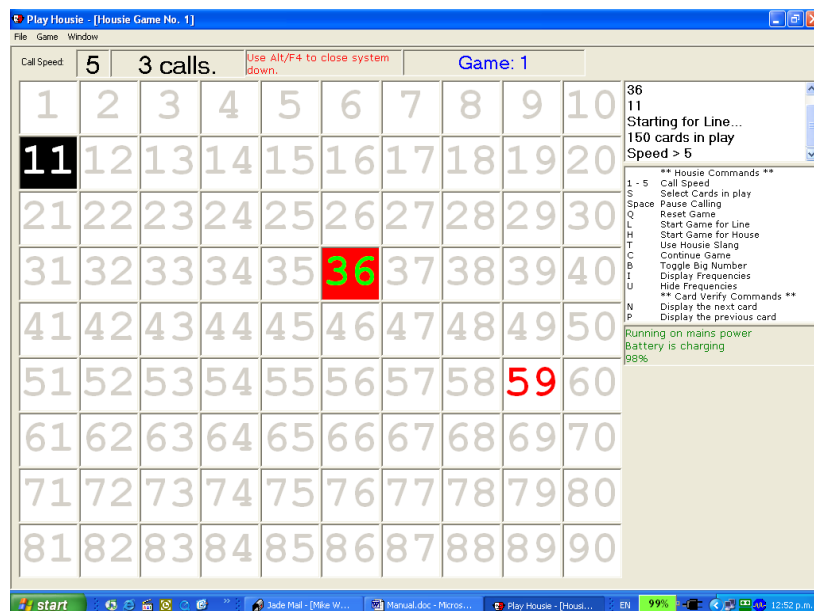 Play Housie - [Housie Game No. 1]
File Game Window
Call Speed: 5 3 calls. Use Alt/F4 to close system down. Game: 1
1 2 3 4 5 6 7 8 9 10
11 12 13 14 15 16 17 18 19 20
21 22 23 24 25 26 27 28 29 30
31 32 33 34 35 36 37 38 39 40
41 42 43 44 45 46 47 48 49 50
51 52 53 54 55 56 57 58 59 60
61 62 63 64 65 66 67 68 69 70
71 72 73 74 75 76 77 78 79 80
81 82 83 84 85 86 87 88 89 90
36
11
Starting for Line...
150 cards in play
Speed > 5
** Housie Commands **
1 - 5 Call Speed
S Select Cards in play
Space Pause Calling
Q Reset Game
L Start Game for Line
H Start Game for House
T Use Housie Slang
C Continue Game
B Toggle Big Number
I Display Frequencies
U Hide Frequencies
** Card Verify Commands **
N Display the next card
P Display the previous card
Running on mains power
Battery is charging
98%
start Jade Mail - [Mike W... Manual.doc - Micros... Play Housie - [Housi... EN 99% 12:52 p.m.